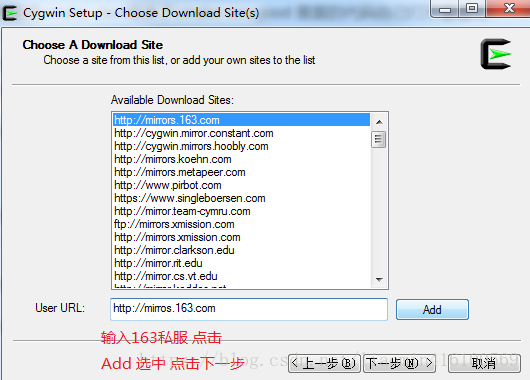 Cygwin Setup - Choose Download Site(s)
Choose A Download Site
Choose a site from this list, or add your own sites to the list
Available Download Sites:
http://mirrors.163.com
http://cygwin.mirror.constant.com
http://cygwin.mirrors.hoobly.com
http://mirrors.koehn.com
http://mirrors.metapeer.com
http://www.pirbot.com
https://www.singleboersen.com
http://mirror.team-cymru.com
ftp://mirrors.xmission.com
http://mirrors.xmission.com
http://mirror.clarkson.edu
http://mirror.rit.edu
http://mirror.cs.vt.edu
User URL:
http://mirros.163.com
Add
输入163私服 点击
Add 选中 点击下一步
< 上一步(B)
下一步(N) >
取消